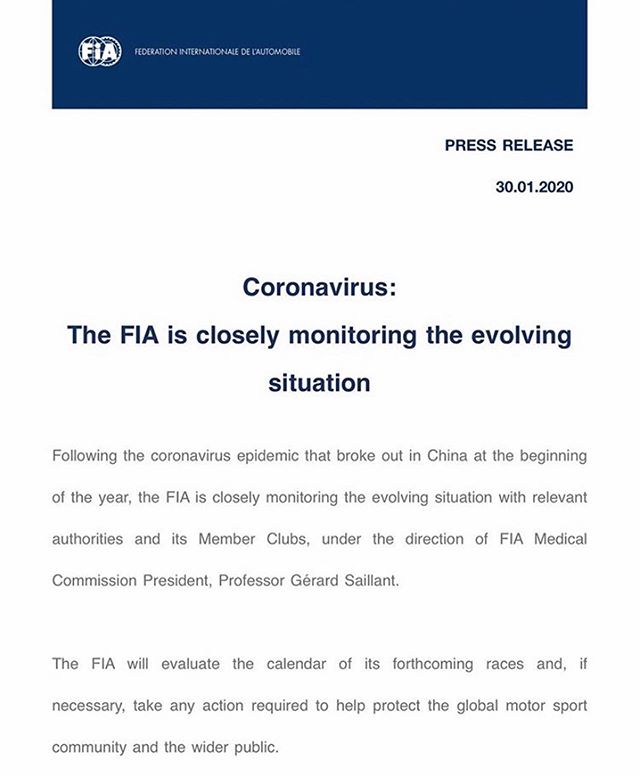 FiA FEDERATION INTERNATIONALE DE L'AUTOMOBILE
PRESS RELEASE
30.01.2020
Coronavirus:
The FIA is closely monitoring the evolving
situation
Following the coronavirus epidemic that broke out in China at the beginning
of the year, the FIA is closely monitoring the evolving situation with relevant
authorities and its Member Clubs, under the direction of FIA Medical
Commission President, Professor Gérard Saillant.
The FIA will evaluate the calendar of its forthcoming races and, if
necessary, take any action required to help protect the global motor sport
community and the wider public.